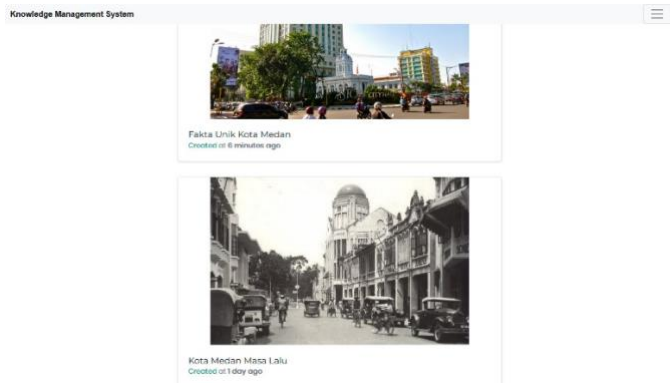 Knowledge Management System
Fakta Unik Kota Medan
Created at 6 minutes ago
Kota Medan Masa Lalu
Created at 1 day ago